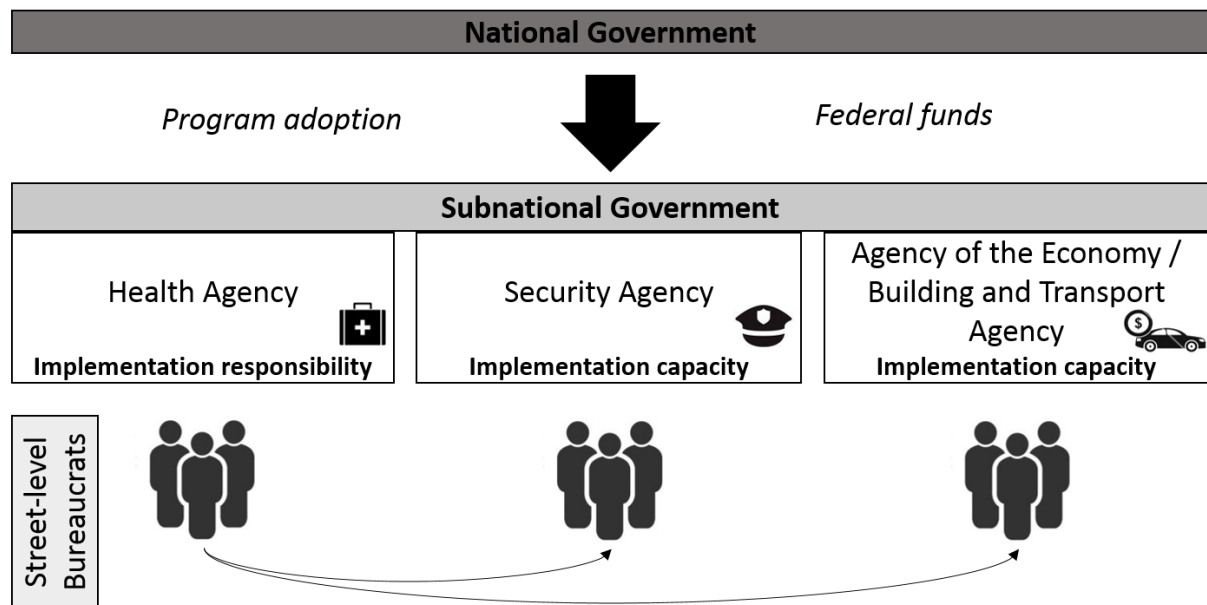 National Government
Program adoption
Federal funds
Subnational Government
Health Agency
Implementation responsibility
Security Agency
Implementation capacity
Agency of the Economy /
Building and Transport
Agency
$
Implementation capacity
Street-level
Bureaucrats